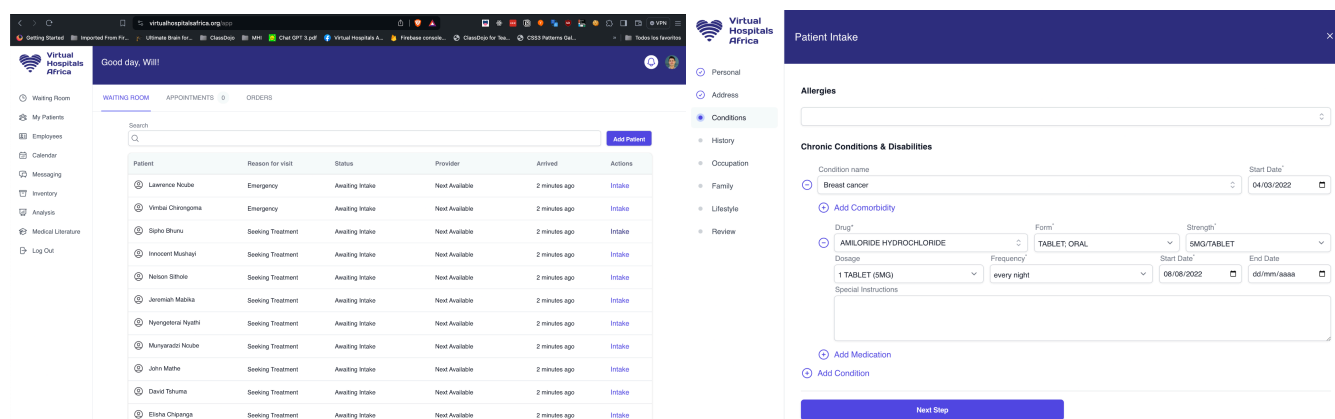 virtualhospitalsafrica.org/app
VPN
Getting Started Imported From Fir... Ultimate Brain for... ClassDojo MHI Chat GPT 3.pdf Virtual Hospitals A... Firebase console... ClassDojo for Tea... CSS3 Patterns Gal... » Todos los favoritos
Virtual
Hospitals
Africa
Good day, Will!
Waiting Room
My Patients
Employees
Calendar
Messaging
Inventory
Analysis
Medical Literature
Log Out
WAITING ROOM APPOINTMENTS 0 ORDERS
Search
Add Patient
Patient Reason for visit Status Provider Arrived Actions
Lawrence Ncube Emergency Awaiting Intake Next Available 2 minutes ago Intake
Vimbai Chirongoma Emergency Awaiting Intake Next Available 2 minutes ago Intake
Sipho Bhunu Seeking Treatment Awaiting Intake Next Available 2 minutes ago Intake
Innocent Mushayi Seeking Treatment Awaiting Intake Next Available 2 minutes ago Intake
Nelson Sithole Seeking Treatment Awaiting Intake Next Available 2 minutes ago Intake
Jeremiah Mabika Seeking Treatment Awaiting Intake Next Available 2 minutes ago Intake
Nyengeterai Nyathi Seeking Treatment Awaiting Intake Next Available 2 minutes ago Intake
Munyaradzi Ncube Seeking Treatment Awaiting Intake Next Available 2 minutes ago Intake
John Mathe Seeking Treatment Awaiting Intake Next Available 2 minutes ago Intake
David Tshuma Seeking Treatment Awaiting Intake Next Available 2 minutes ago Intake
Elisha Chipanga Seeking Treatment Awaiting Intake Next Available 2 minutes ago Intake
Virtual
Hospitals
Africa
Patient Intake ×
Personal
Address
Conditions
History
Occupation
Family
Lifestyle
Review
Allergies
Chronic Conditions & Disabilities
Condition name Start Date*
Breast cancer 04/03/2022
Add Comorbidity
Drug* Form* Strength*
AMILORIDE HYDROCHLORIDE TABLET; ORAL 5MG/TABLET
Dosage Frequency* Start Date* End Date
1 TABLET (5MG) every night 08/08/2022 dd/mm/aaaa
Special Instructions
Add Medication
Add Condition
Next Step